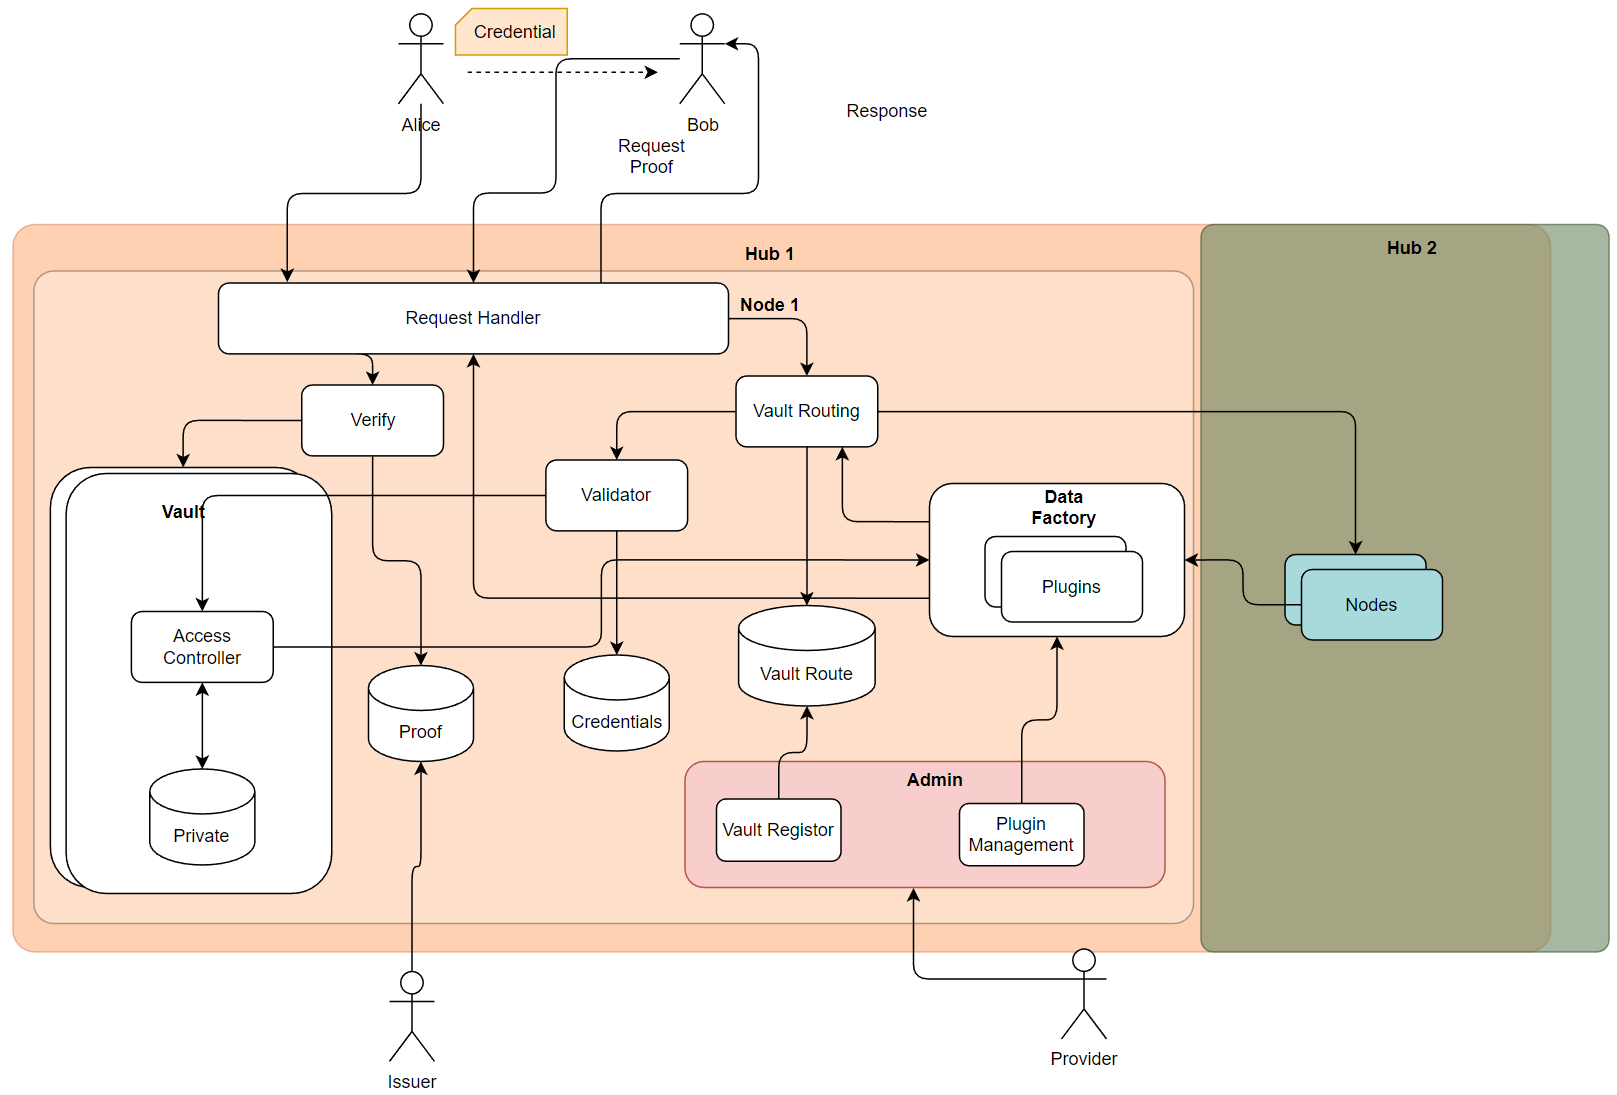 Credential
Alice
Bob
Response
Request
Proof
Hub 1
Hub 2
Node 1
Request Handler
Vault Routing
Verify
Validator
Vault
Data
Factory
Plugins
Nodes
Access
Controller
Vault Route
Credentials
Proof
Private
Admin
Vault Registor
Plugin
Management
Provider
Issuer